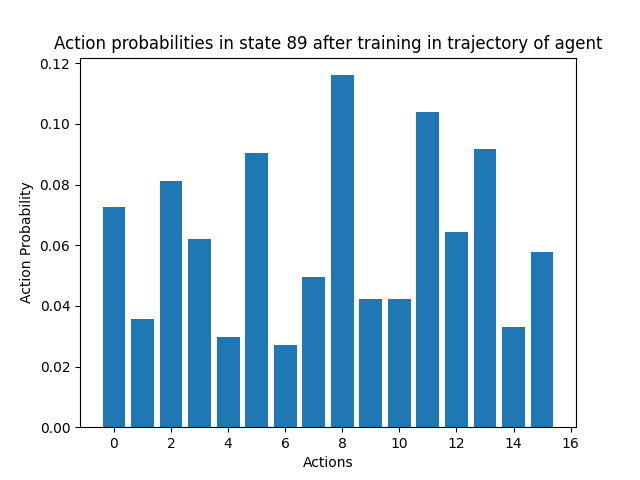 Action probabilities in state 89 after training in trajectory of agent
0.12
0.10
0.08
0.06
0.04
0.02
0.00
Action Probability
0 2 4 6 8 10 12 14 16
Actions